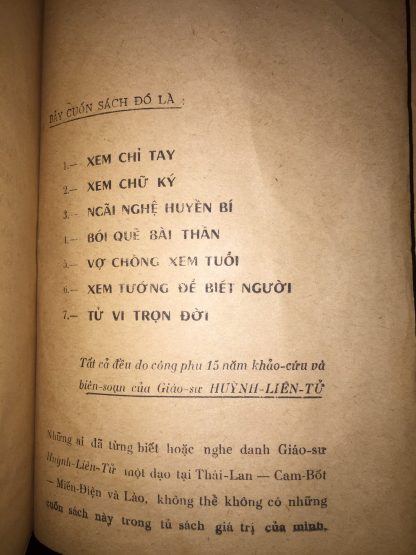 BẢY CUỐN SÁCH ĐÓ LÀ :
1.— XEM CHỈ TAY
2.— XEM CHỮ KÝ
3.— NGÃI NGHỆ HUYỀN BÍ
4.— BÓI QUẺ BÀI THẦN
5.— VỢ CHỒNG XEM TUỔI
6.— XEM TƯỚNG ĐỂ BIẾT NGƯỜI
7.— TỬ VI TRỌN ĐỜI
Tất cả đều do công phu 15 năm khảo-cứu và
biên-soạn của Giáo-sư HUỲNH-LIÊN-TỬ
Những ai đã từng biết hoặc nghe danh Giáo-sư
Huỳnh-Liên-Tử một dạo tại Thái-Lan — Cam-Bốt
— Miến-Điện và Lào, không thể không có những
cuốn sách này trong tủ sách giá trị của mình.